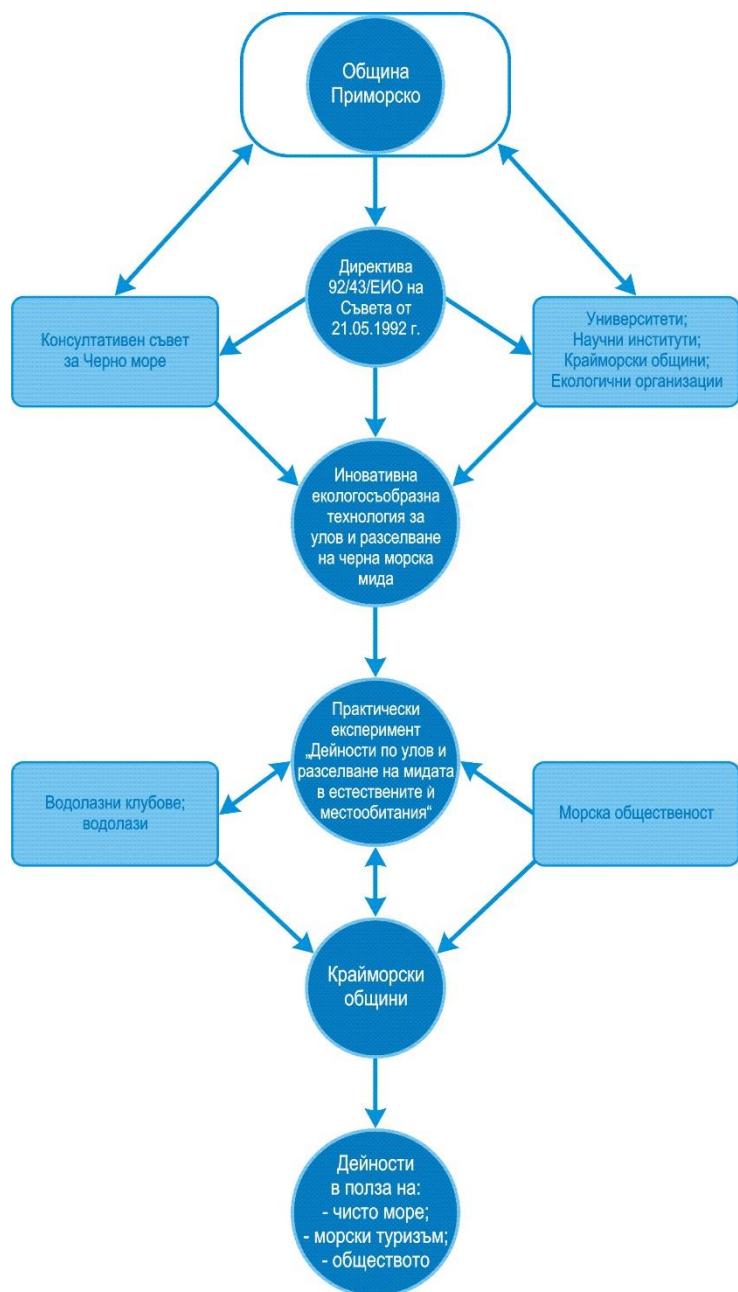 Община
Приморско
Директива
92/43/ЕИО на
Съвета от
21.05.1992 г.
Консултативен съвет
за Черно море
Университети;
Научни институти;
Крайморски общини;
Екологични организации
Иновативна
екологосъобразна
технология за
улов и разселване
на черна морска
мида
Практически
експеримент
„Дейности по улов и
разселване на мидата
в естествените ѝ
местообитания“
Водолазни клубове;
водолази
Морска общественост
Крайморски
общини
Дейности
в полза на:
- чисто море;
- морски туризъм;
- обществото